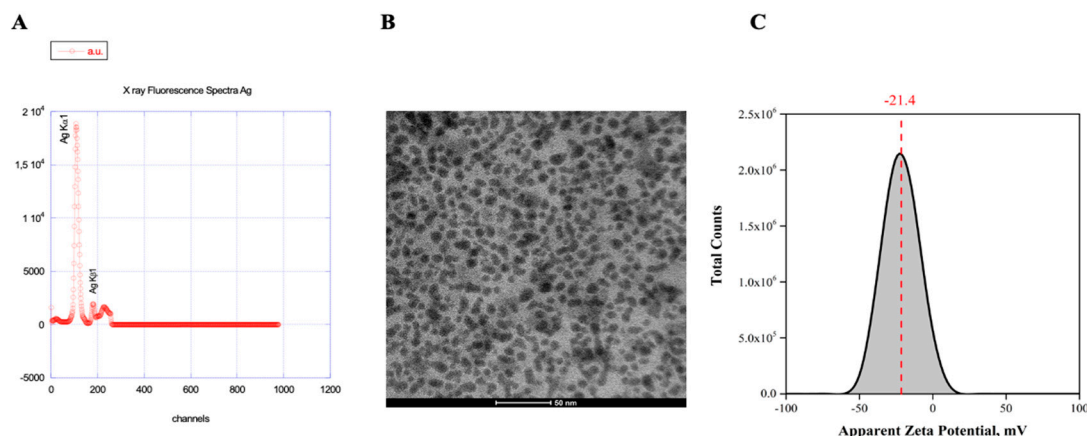 A
a.u.
X ray Fluorescence Spectra Ag
2 10⁴
1,5 10⁴
1 10⁴
5000
0
-5000
Ag Kα1
Ag Kβ1
0 200 400 600 800 1000 1200
channels
B
50 nm
C
-21.4
2.5x10⁶
2.0x10⁶
1.5x10⁶
1.0x10⁶
5.0x10⁵
0.0
Total Counts
-100 -50 0 50 100
Apparent Zeta Potential, mV